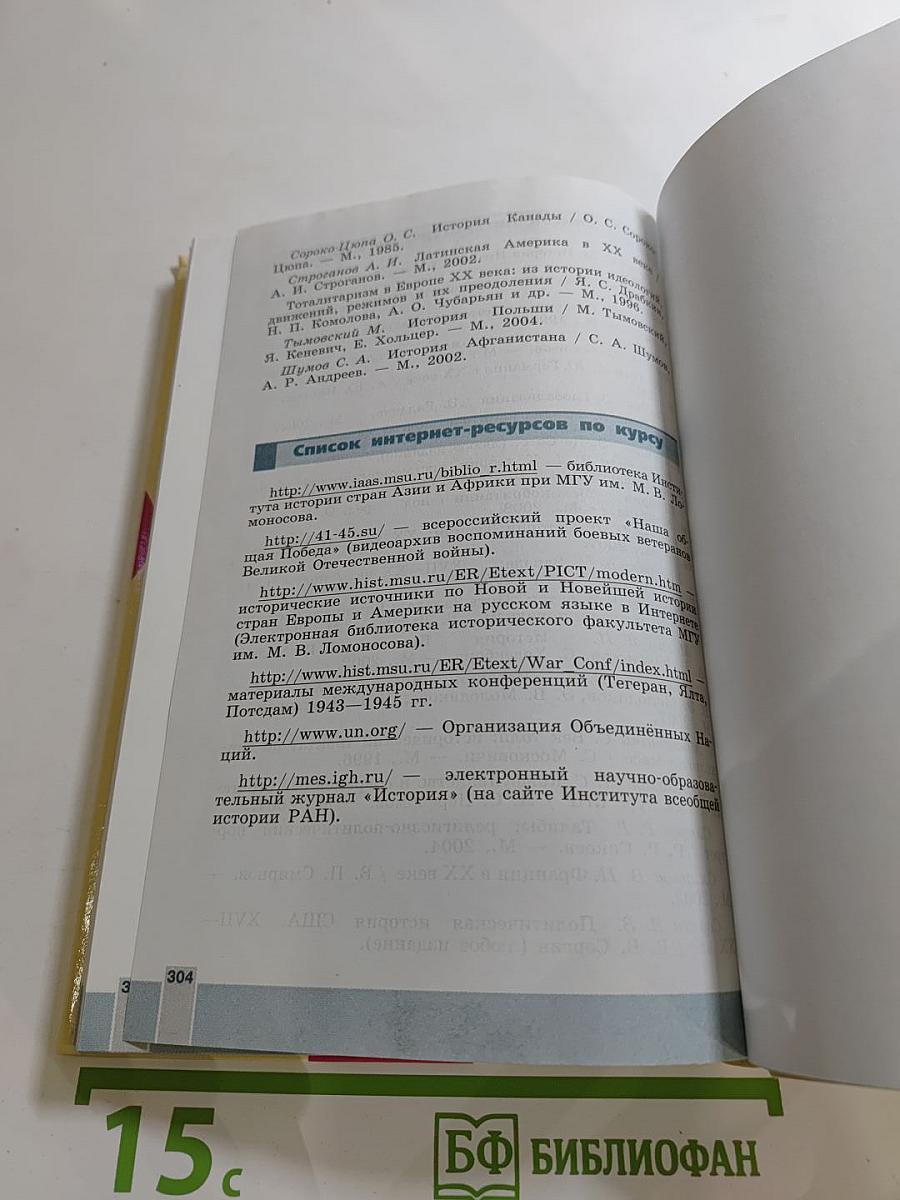 Сороко-Цюпа О. С. История Канады / О. С. Сороко-
Цюпа. — М., 1985.
Строганов А. И. Латинская Америка в XX веке /
А. И. Строганов. — М., 2002.
Тоталитаризм в Европе XX века: из истории идеологий,
движений, режимов и их преодоления / Я. С. Драбкин,
Н. П. Комолова, А. О. Чубарьян и др. — М., 1996.
Тымовский М. История Польши / М. Тымовский,
Я. Кеневич, Е. Хольцер. — М., 2004.
Шумов С. А. История Афганистана / С. А. Шумов,
А. Р. Андреев. — М., 2002.
Список интернет-ресурсов по курсу
http://www.iaas.msu.ru/biblio_r.html — библиотека Инсти-
тута истории стран Азии и Африки при МГУ им. М. В. Ло-
моносова.
http://41-45.su/ — всероссийский проект «Наша об-
щая Победа» (видеоархив воспоминаний боевых ветеранов
Великой Отечественной войны).
http://www.hist.msu.ru/ER/Etext/PICT/modern.htm —
исторические источники по Новой и Новейшей истории
стран Европы и Америки на русском языке в Интернете
(Электронная библиотека исторического факультета МГУ
им. М. В. Ломоносова).
http://www.hist.msu.ru/ER/Etext/War_Conf/index.html —
материалы международных конференций (Тегеран, Ялта,
Потсдам) 1943—1945 гг.
http://www.un.org/ — Организация Объединённых На-
ций.
http://mes.igh.ru/ — электронный научно-образова-
тельный журнал «История» (на сайте Института всеобщей
истории РАН).
3
304
15 с
БФ БИБЛИОФАН